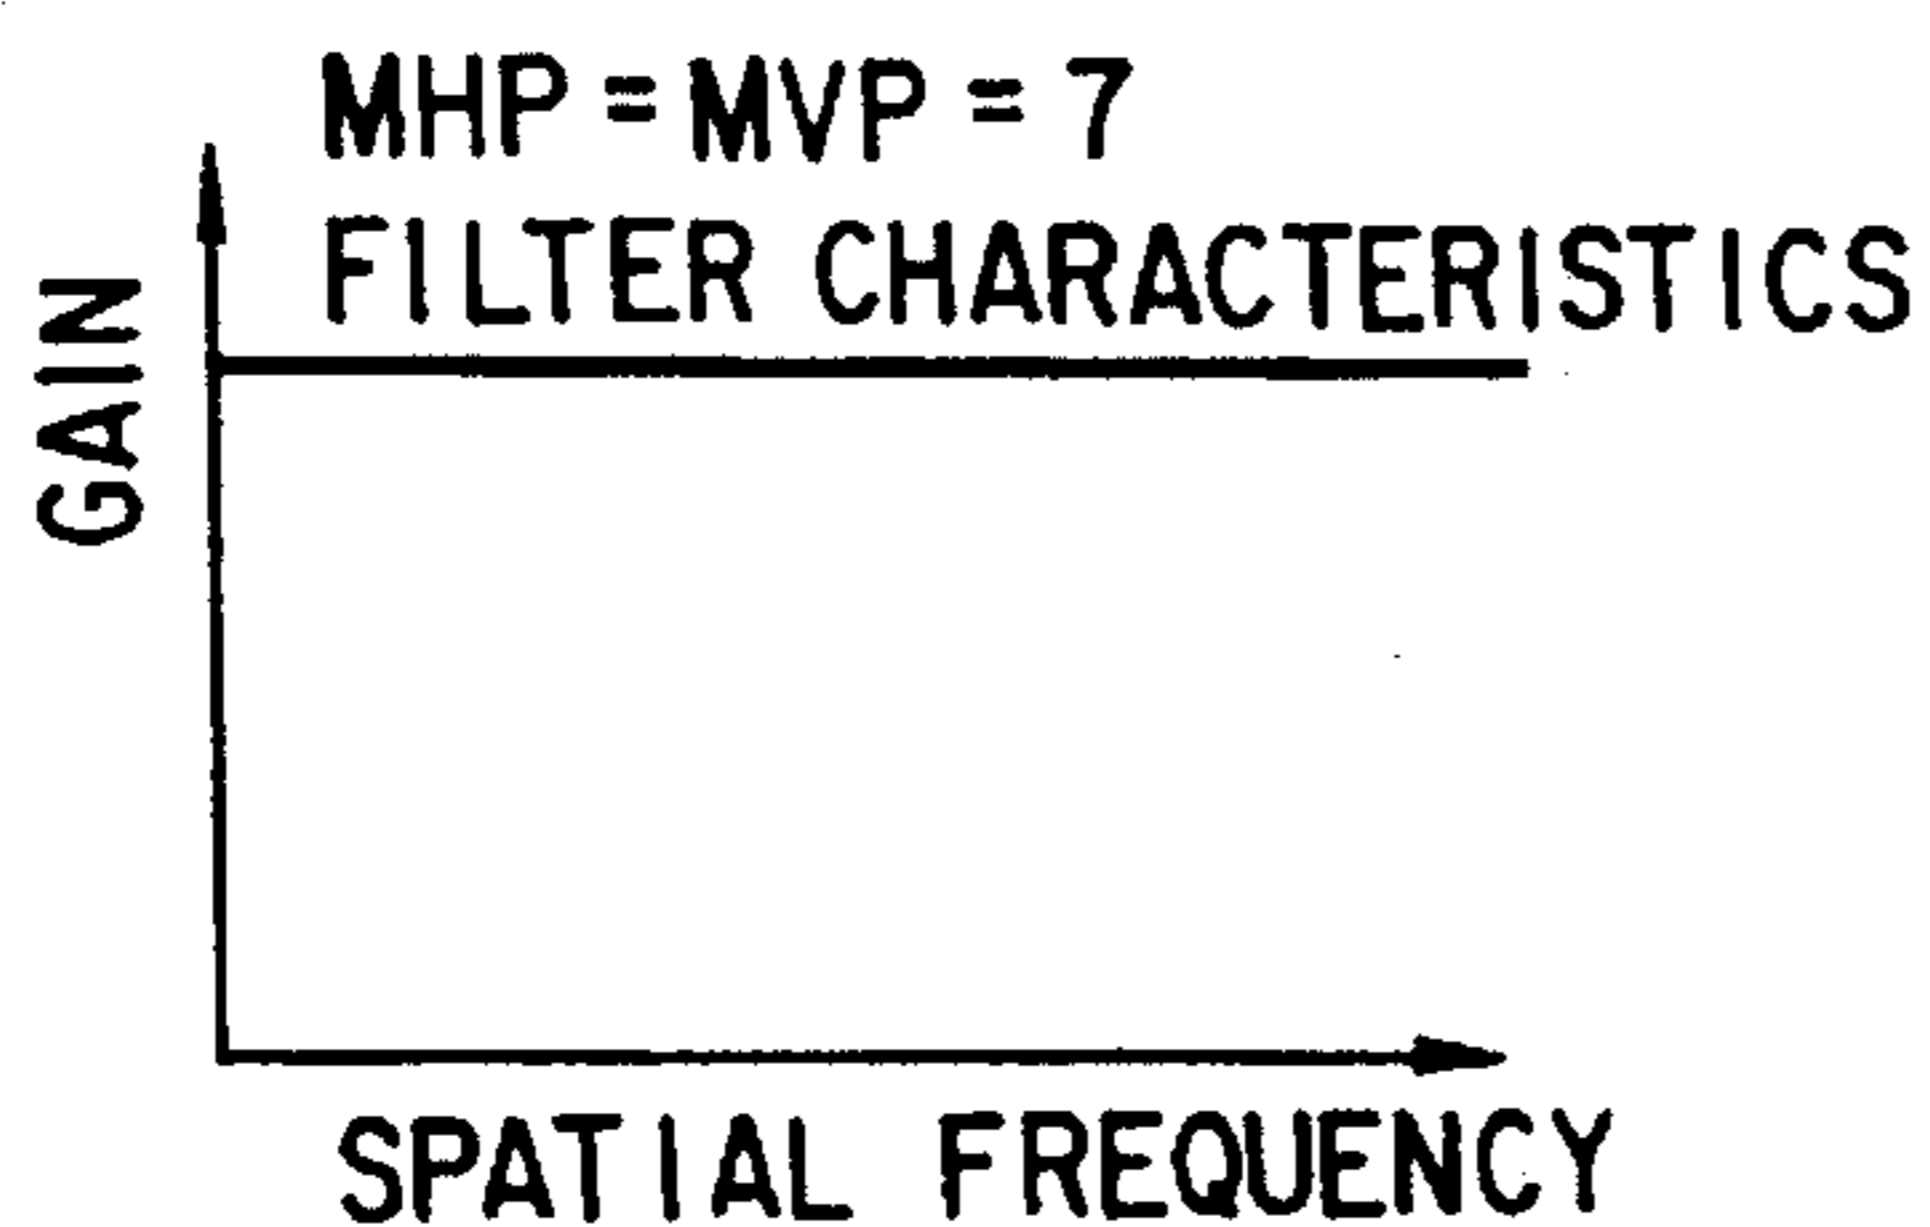 MHP = MVP = 7
FILTER CHARACTERISTICS
GAIN
SPATIAL FREQUENCY